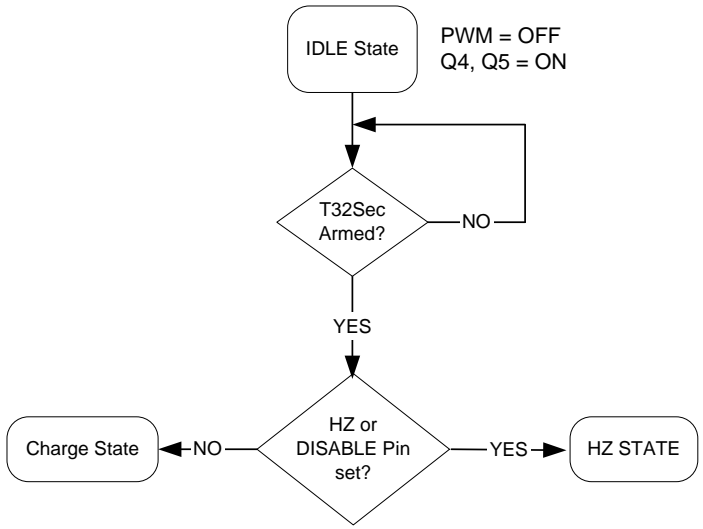 IDLE State
PWM = OFF
Q4, Q5 = ON
T32Sec
Armed?
NO
YES
HZ or
DISABLE Pin
set?
Charge State
NO
YES
HZ STATE